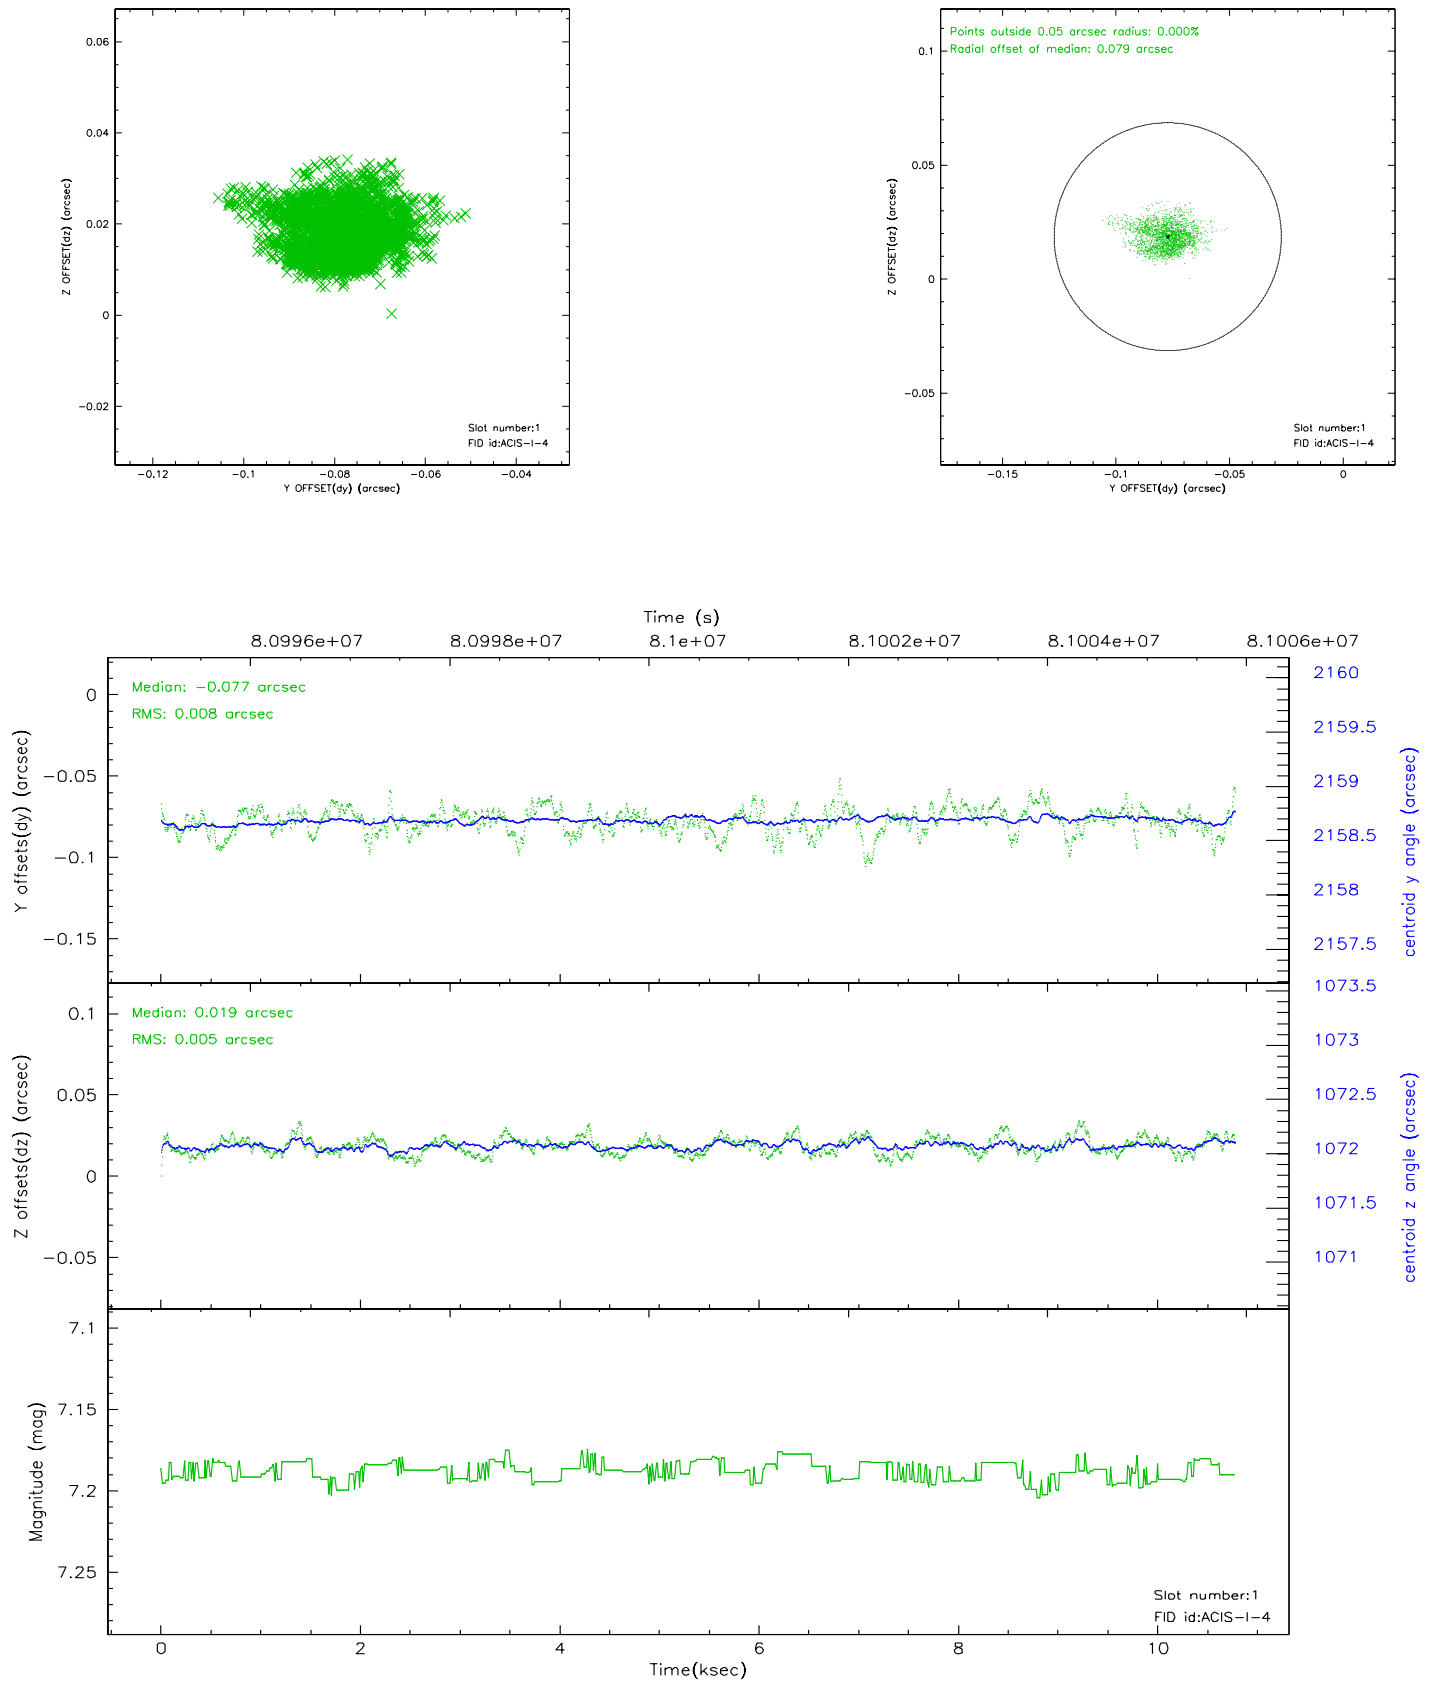 0.06
0.04
0.02
0
−0.02
Z OFFSET(dz) (arcsec)
Slot number:1
FID id:ACIS−I−4
−0.12
−0.1
−0.08
−0.06
−0.04
Y OFFSET(dy) (arcsec)
Points outside 0.05 arcsec radius: 0.000%
Radial offset of median: 0.079 arcsec
0.1
0.05
0
−0.05
Z OFFSET(dz) (arcsec)
Slot number:1
FID id:ACIS−I−4
−0.15
−0.1
−0.05
0
Y OFFSET(dy) (arcsec)
Time (s)
8.0996e+07
8.0998e+07
8.1e+07
8.1002e+07
8.1004e+07
8.1006e+07
Median: −0.077 arcsec
RMS: 0.008 arcsec
0
−0.05
−0.1
−0.15
Y offsets(dy) (arcsec)
2160
2159.5
2159
2158.5
2158
2157.5
centroid y angle (arcsec)
Median: 0.019 arcsec
RMS: 0.005 arcsec
0.1
0.05
0
−0.05
Z offsets(dz) (arcsec)
1073.5
1073
1072.5
1072
1071.5
1071
centroid z angle (arcsec)
7.1
7.15
7.2
7.25
Magnitude (mag)
Slot number:1
FID id:ACIS−I−4
0
2
4
6
8
10
Time(ksec)